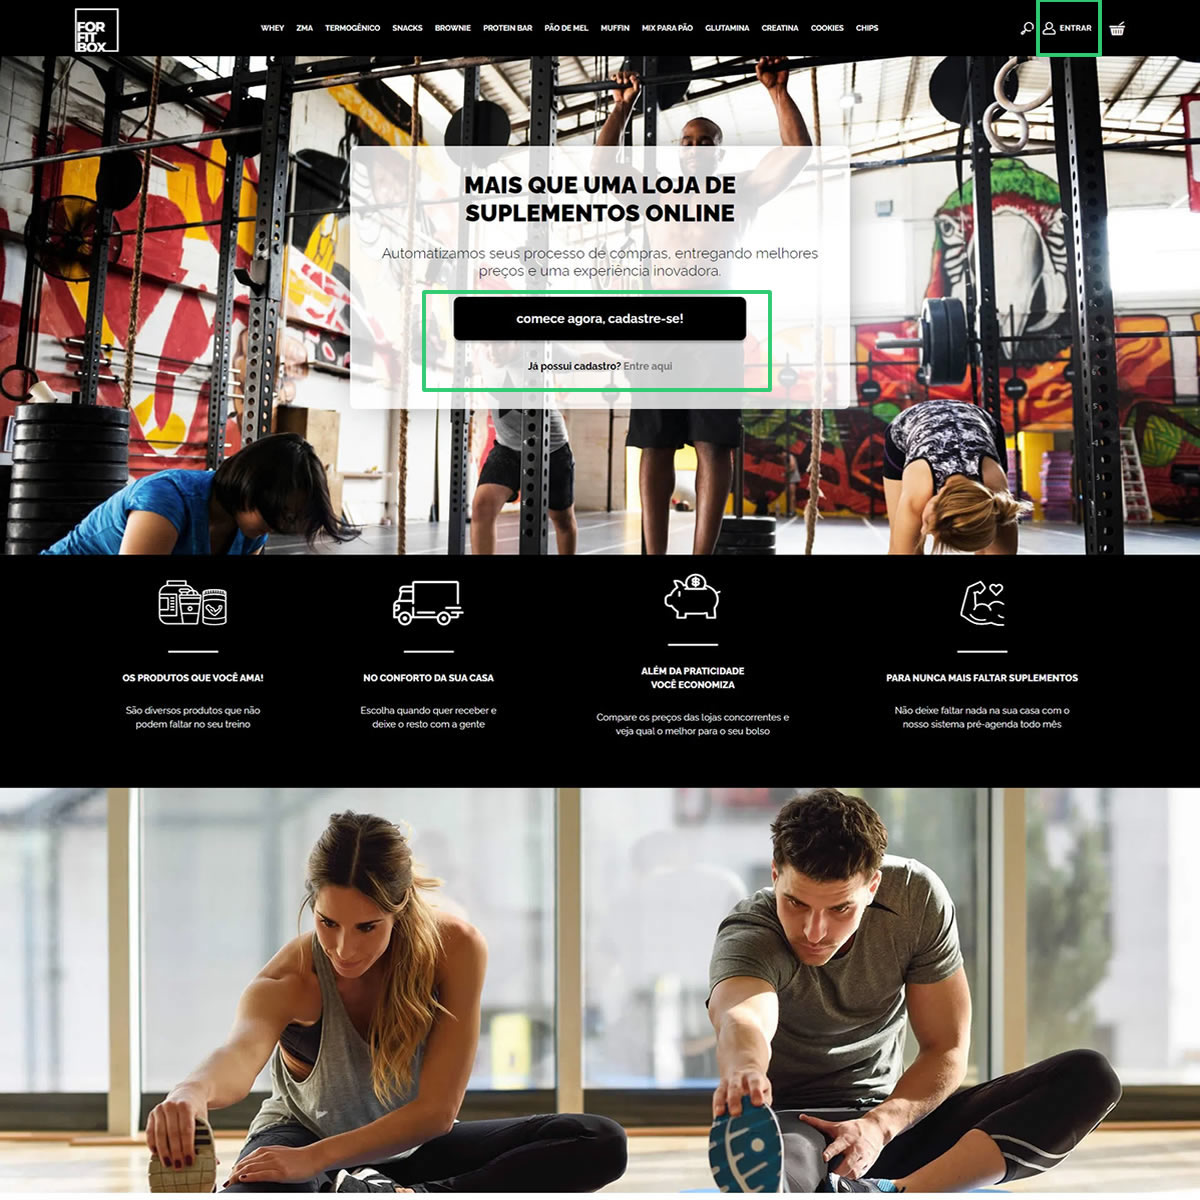 FOR
FIT
BOX
WHEY ZMA TERMOGÊNICO SNACKS BROWNIE PROTEIN BAR PÃO DE MEL MUFFIN MIX PARA PÃO GLUTAMINA CREATINA COOKIES CHIPS
ENTRAR
MAIS QUE UMA LOJA DE
SUPLEMENTOS ONLINE
Automatizamos seus processo de compras, entregando melhores
preços e uma experiência inovadora.
comece agora, cadastre-se!
Já possui cadastro? Entre aqui
OS PRODUTOS QUE VOCÊ AMA!
São diversos produtos que não
podem faltar no seu treino
NO CONFORTO DA SUA CASA
Escolha quando quer receber e
deixe o resto com a gente
ALÉM DA PRATICIDADE
VOCÊ ECONOMIZA
Compare os preços das lojas concorrentes e
veja qual o melhor para o seu bolso
PARA NUNCA MAIS FALTAR SUPLEMENTOS
Não deixe faltar nada na sua casa com o
nosso sistema pré-agenda todo mês